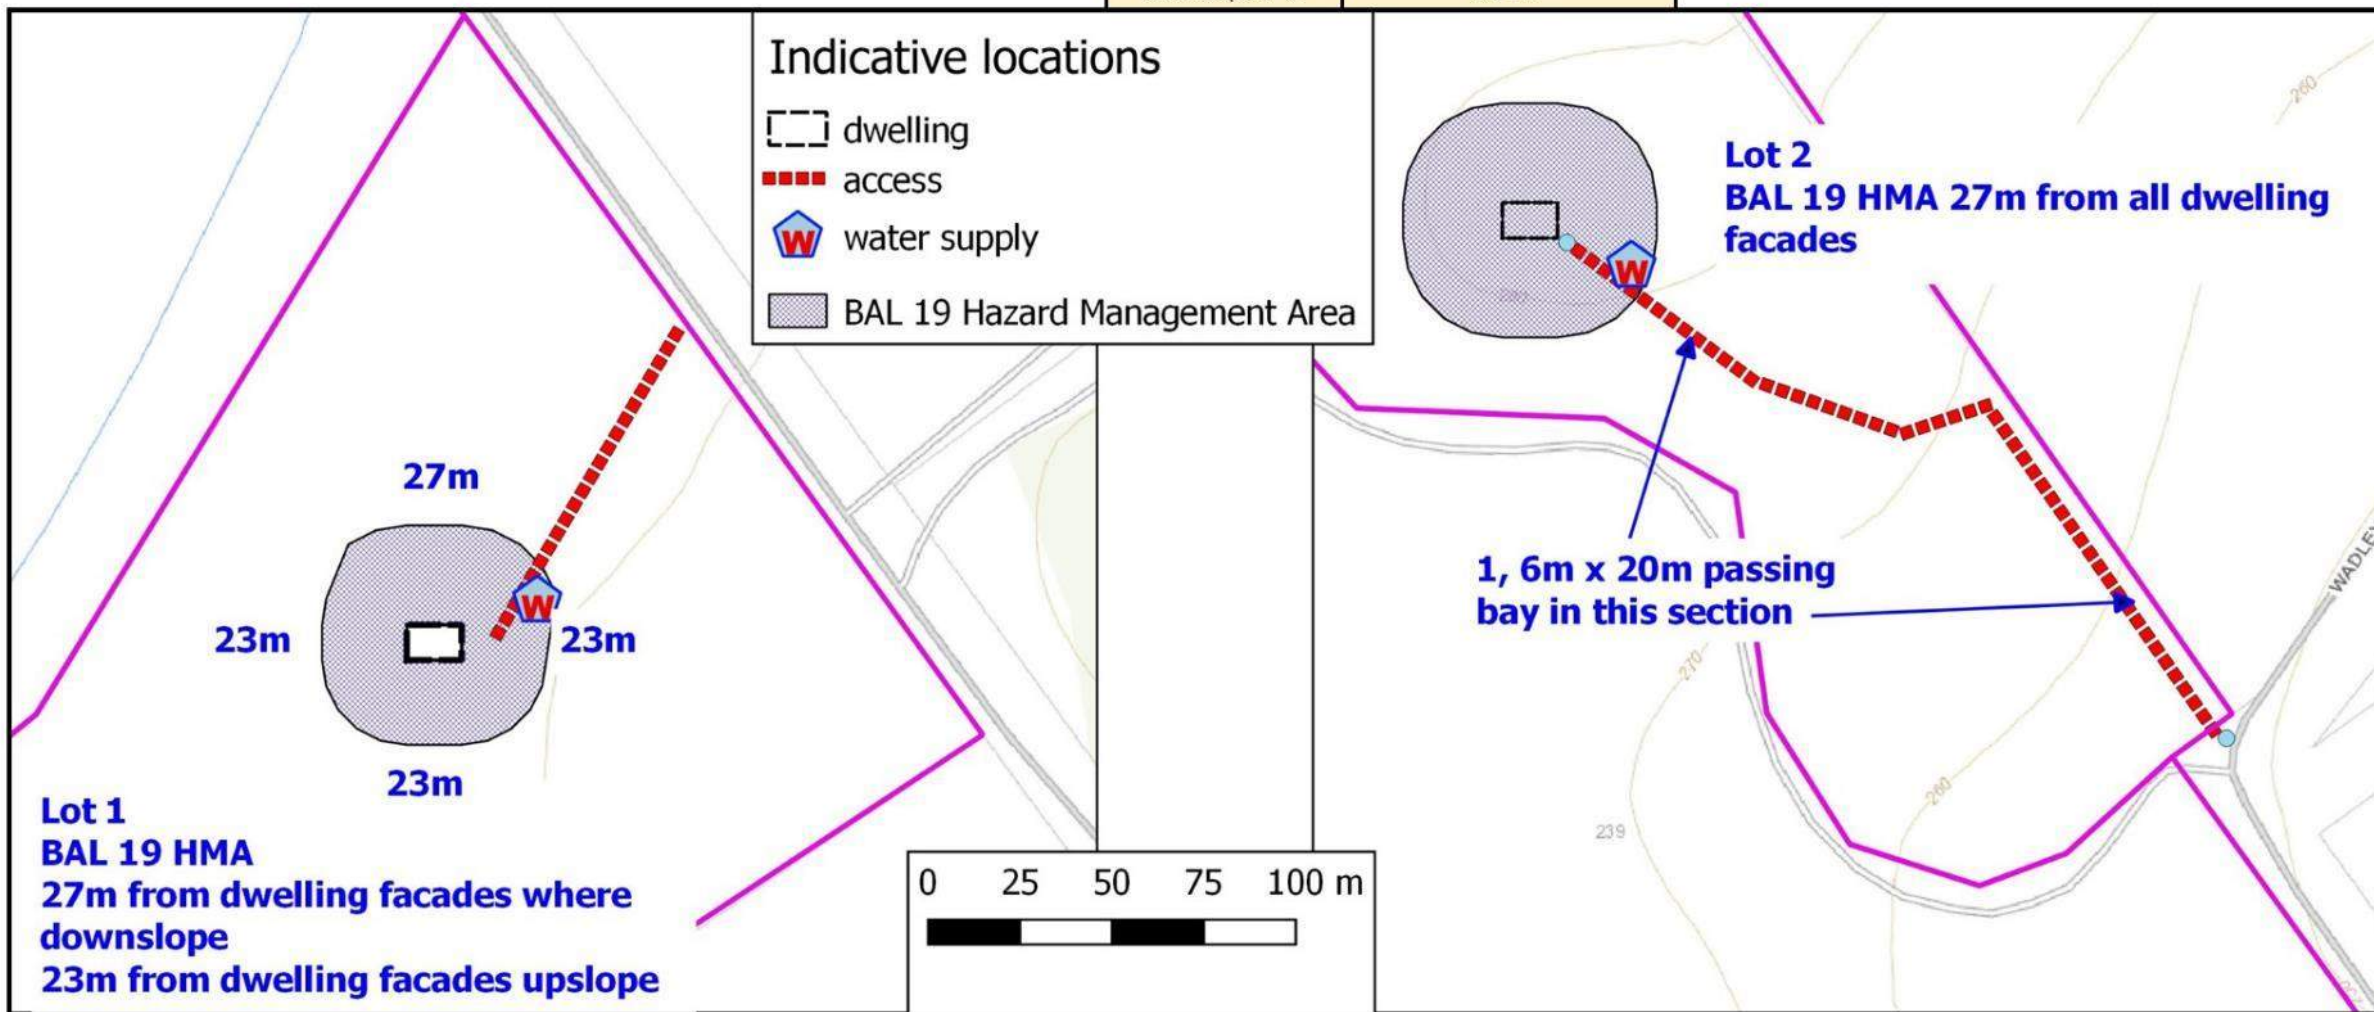 Indicative locations
dwelling
access
W
water supply
BAL 19 Hazard Management Area
27m
23m
W
23m
23m
Lot 1
BAL 19 HMA
27m from dwelling facades where
downslope
23m from dwelling facades upslope
0 25 50 75 100 m
260
Lot 2
BAL 19 HMA 27m from all dwelling
facades
W
280
1, 6m x 20m passing
bay in this section
270
260
239